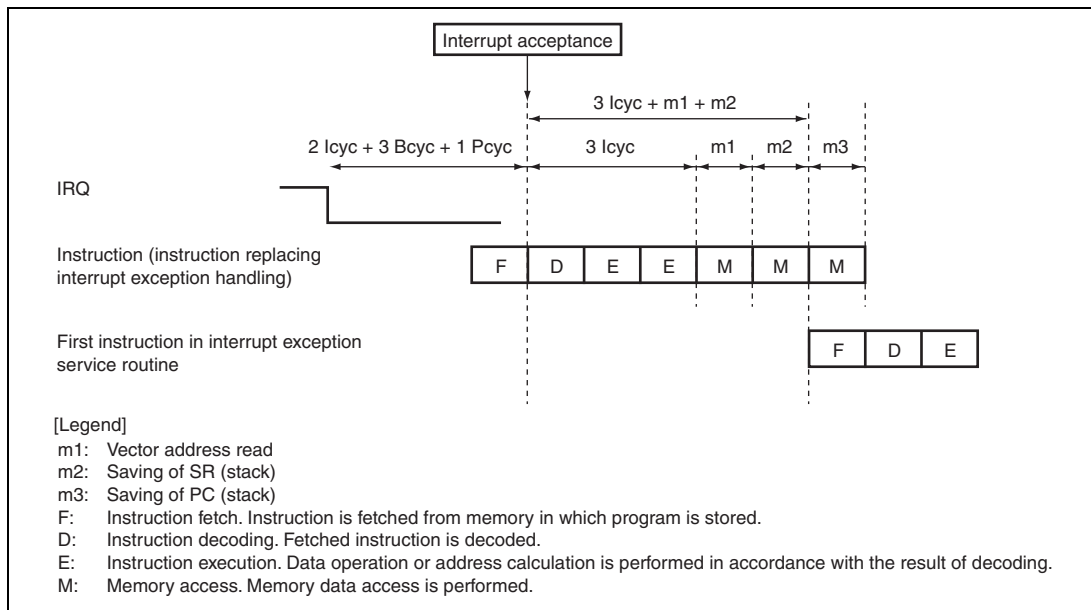 Interrupt acceptance
3 Icyc + m1 + m2
2 Icyc + 3 Bcyc + 1 Pcyc
3 Icyc
m1
m2
m3
IRQ
Instruction (instruction replacing
interrupt exception handling)
F D E E M M M
First instruction in interrupt exception
service routine
F D E
[Legend]
m1: Vector address read
m2: Saving of SR (stack)
m3: Saving of PC (stack)
F: Instruction fetch. Instruction is fetched from memory in which program is stored.
D: Instruction decoding. Fetched instruction is decoded.
E: Instruction execution. Data operation or address calculation is performed in accordance with the result of decoding.
M: Memory access. Memory data access is performed.